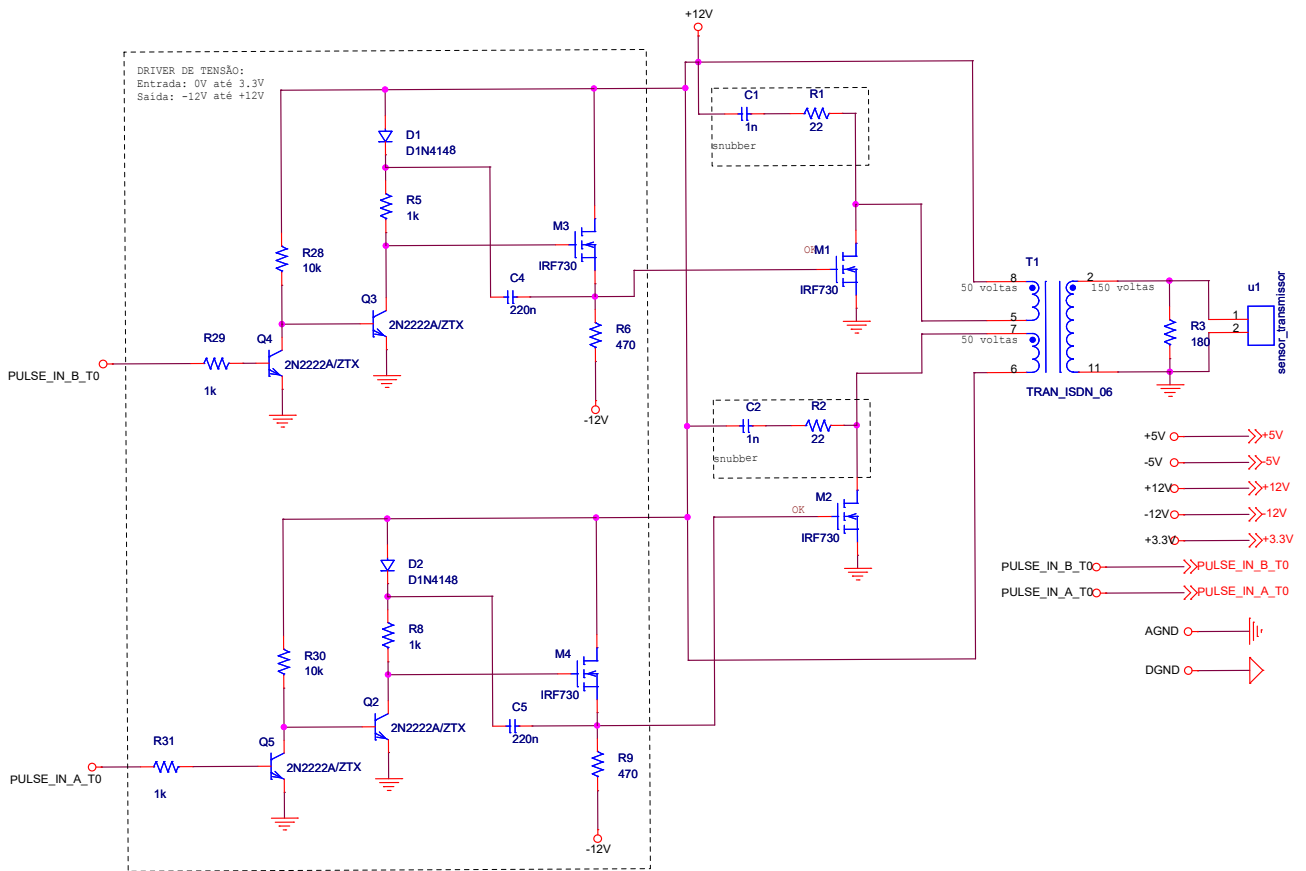 +12V
DRIVER DE TENSÃO:
Entrada: 0V até 3.3V
Saída: -12V até +12V
C1
R1
1n
22
snubber
D1
D1N4148
R5
1k
M3
IRF730
R28
10k
C4
220n
Q3
2N2222A/ZTX
R6
470
-12V
R29
1k
Q4
2N2222A/ZTX
PULSE_IN_B_T0
OK
M1
IRF730
T1
8
50 voltas
5
7
50 voltas
6
2
150 voltas
11
TRAN_ISDN_06
R3
180
u1
1
2
sensor_transmissor
C2
R2
1n
22
snubber
OK
M2
IRF730
D2
D1N4148
R8
1k
M4
IRF730
R30
10k
C5
220n
Q2
2N2222A/ZTX
R9
470
-12V
R31
1k
Q5
2N2222A/ZTX
PULSE_IN_A_T0
+5V +5V
-5V -5V
+12V +12V
-12V -12V
+3.3V +3.3V
PULSE_IN_B_T0 PULSE_IN_B_T0
PULSE_IN_A_T0 PULSE_IN_A_T0
AGND
DGND